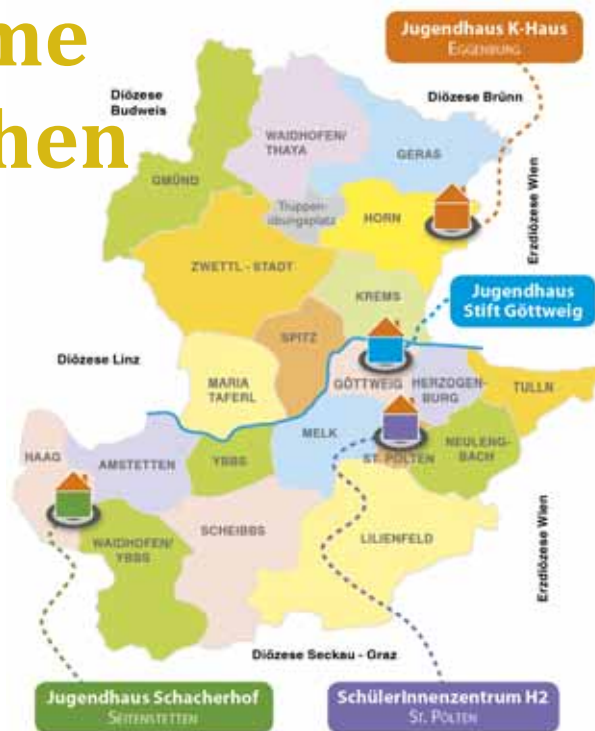 me
hen
Jugendhaus K-Haus
EGGENBURG
Diözese
Budweis
Diözese Brünn
WAIDHOFEN/
THAYA
GERAS
Erzdiözese Wien
GMÜND
Truppen-
übungsplatz
HORN
ZWETTL - STADT
KREMS
Jugendhaus
Stift Göttweig
SPITZ
Diözese Linz
MARIA
TAFERL
GÖTTWEIG
HERZOGEN-
BURG
TULLN
HAAG
AMSTETTEN
YBBS
MELK
ST. PÖLTEN
NEULENG-
BACH
WAIDHOFEN/
YBBS
SCHEIBBS
LILIENFELD
Erzdiözese Wien
Diözese Seckau - Graz
Jugendhaus Schacherhof
SEITENSTETTEN
SchülerInnenzentrum H2
ST. PÖLTEN